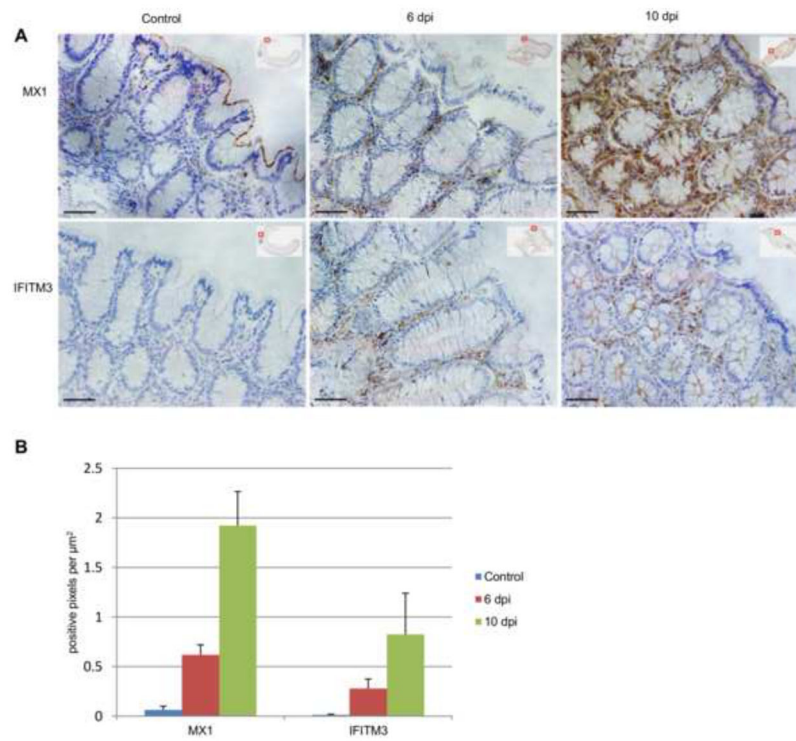 Control 6 dpi 10 dpi
A
MX1
IFITM3
B
2.5
2
1.5
1
0.5
0
positive pixels per µm²
MX1 IFITM3
Control
6 dpi
10 dpi